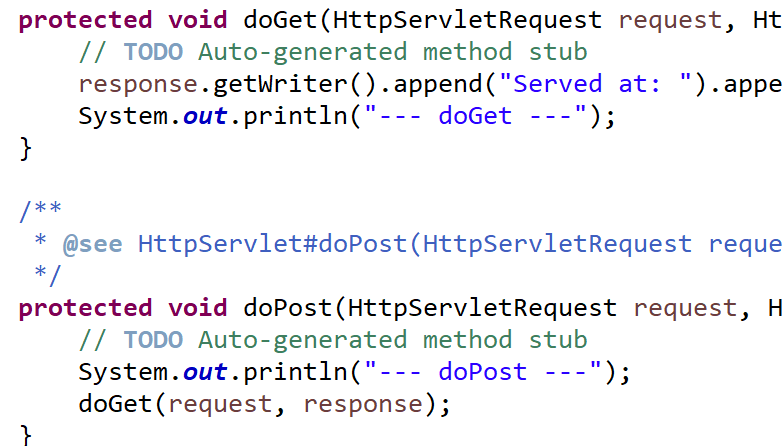 protected void doGet(HttpServletRequest request, Ht
// TODO Auto-generated method stub
response.getWriter().append("Served at: ").appe
System.out.println("--- doGet ---");
}
/**
* @see HttpServlet#doPost(HttpServletRequest reque
*/
protected void doPost(HttpServletRequest request, H
// TODO Auto-generated method stub
System.out.println("--- doPost ---");
doGet(request, response);
}